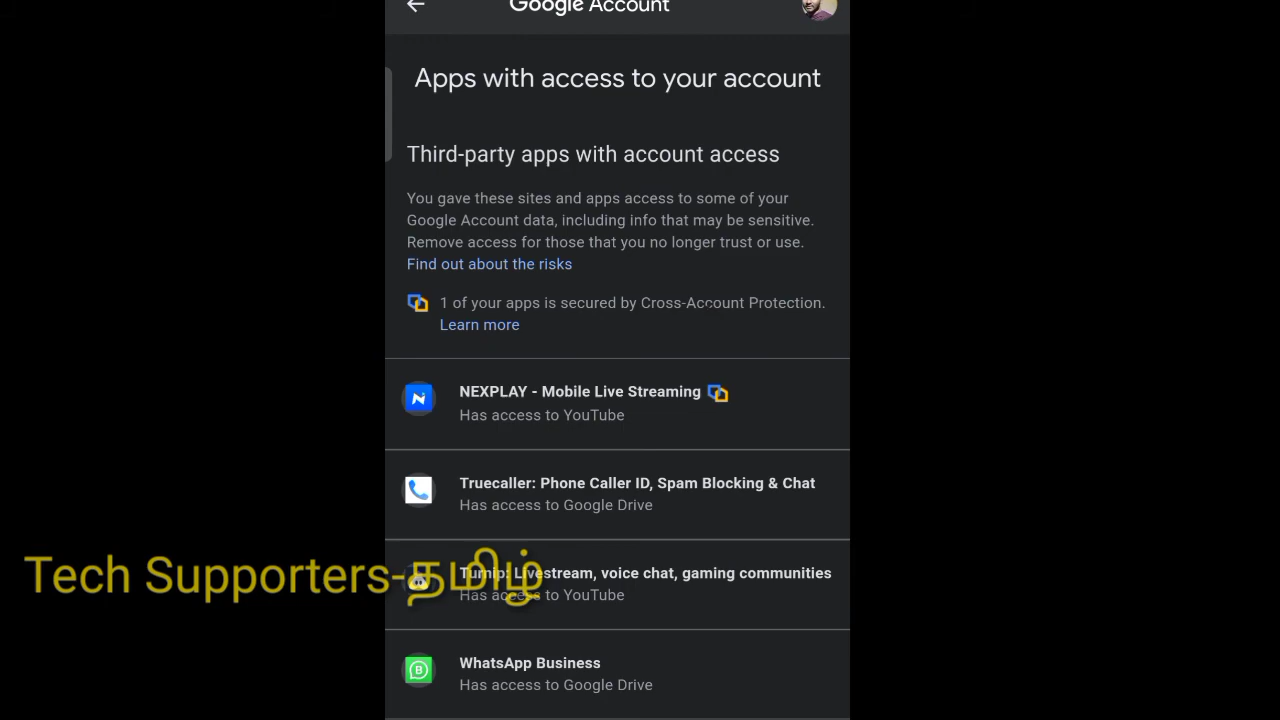 Google Account
Apps with access to your account
Third-party apps with account access
You gave these sites and apps access to some of your
Google Account data, including info that may be sensitive.
Remove access for those that you no longer trust or use.
Find out about the risks
1 of your apps is secured by Cross-Account Protection.
Learn more
NEXPLAY - Mobile Live Streaming
Has access to YouTube
Truecaller: Phone Caller ID, Spam Blocking & Chat
Has access to Google Drive
Turnip: Livestream, voice chat, gaming communities
Has access to YouTube
Tech Supporters-தமிழ்
WhatsApp Business
Has access to Google Drive